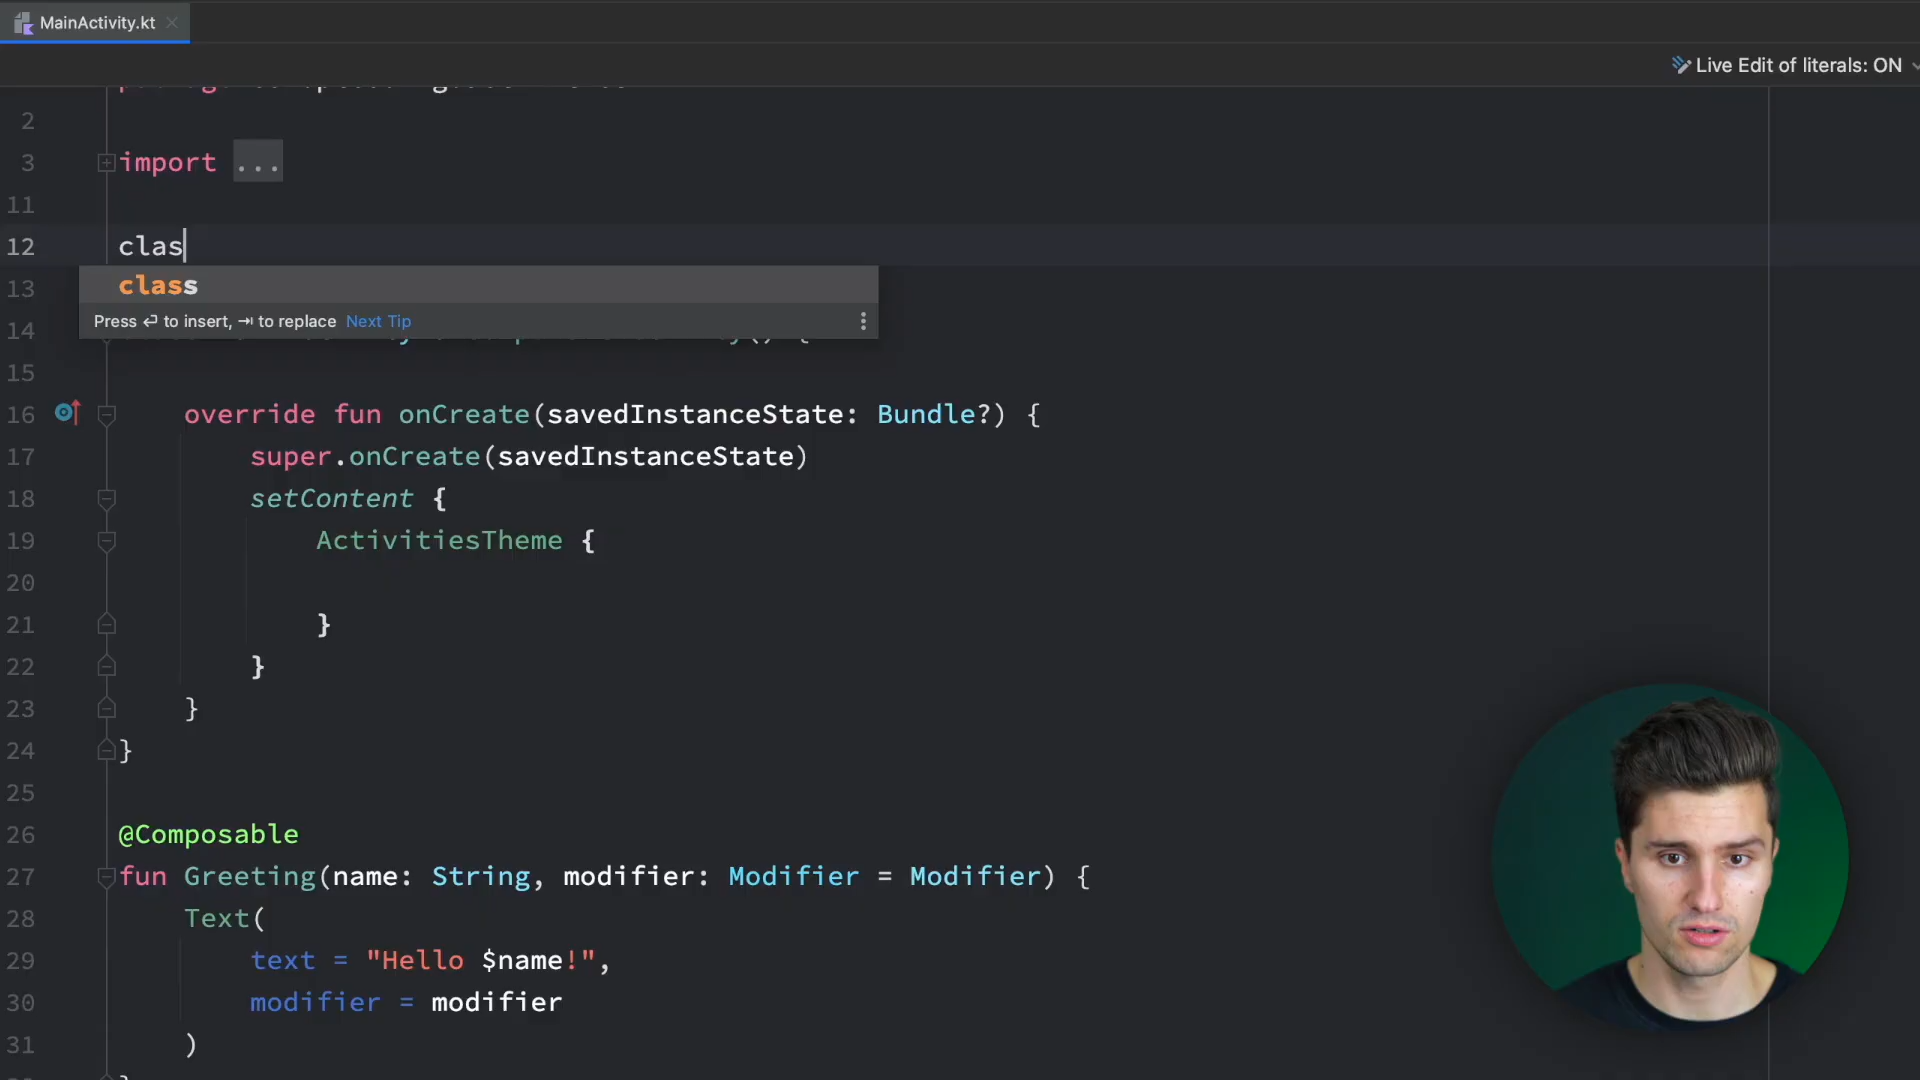 MainActivity.kt
Live Edit of literals: ON
2
3 import ...
11
12 clas
class
13
Press ↩ to insert, ⇥ to replace Next Tip
14
15
16 override fun onCreate(savedInstanceState: Bundle?) {
17 super.onCreate(savedInstanceState)
18 setContent {
19 ActivitiesTheme {
20
21 }
22 }
23 }
24 }
25
26 @Composable
27 fun Greeting(name: String, modifier: Modifier = Modifier) {
28 Text(
29 text = "Hello $name!",
30 modifier = modifier
31 )